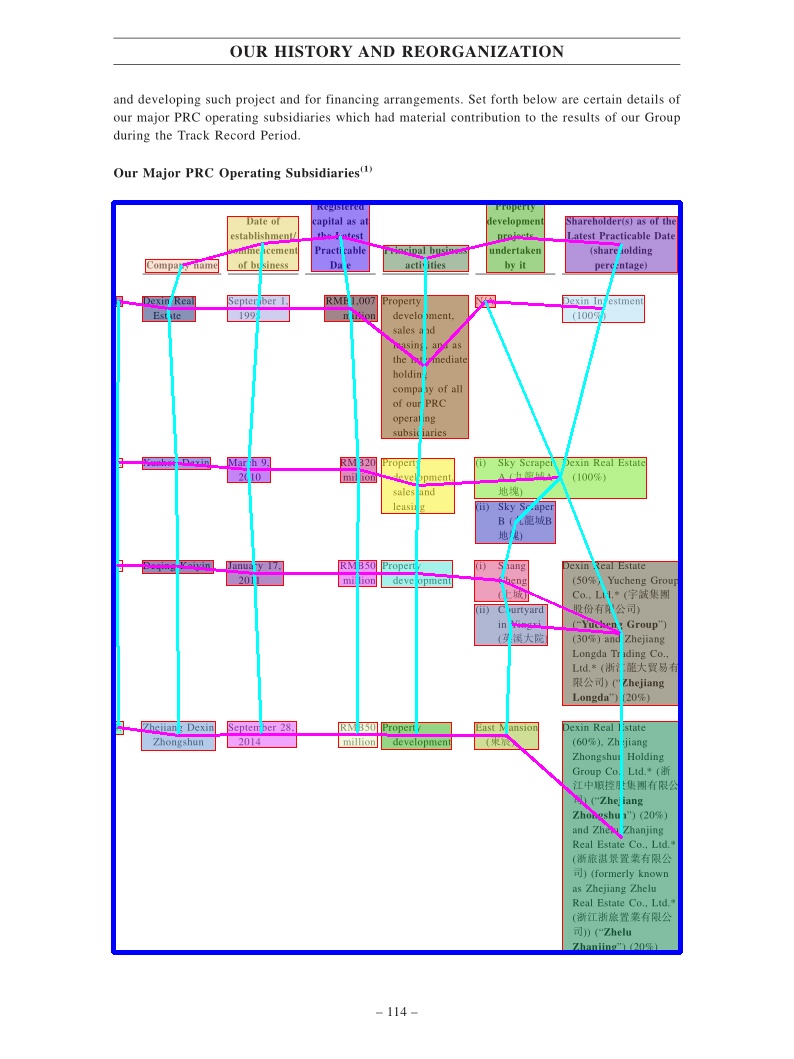 OUR HISTORY AND REORGANIZATION
and developing such project and for financing arrangements. Set forth below are certain details of
our major PRC operating subsidiaries which had material contribution to the results of our Group
during the Track Record Period.
Our Major PRC Operating Subsidiaries(1)
Company name
Date of
establishment/
commencement
of business
Registered
capital as at
the Latest
Practicable
Date
Principal business
activities
Property
development
projects
undertaken
by it
Shareholder(s) as of the
Latest Practicable Date
(shareholding
percentage)
Dexin Real
Estate
September 1,
RMB1,007
million
Property
development,
sales and
leasing, and as
the intermediate
holding
company of all
of our PRC
operating
subsidiaries
N/A
Dexin Investment
(100%)
Dexin
March 9,
2010
RMB20
million
Property
development,
sales and
leasing
(i) Sky Scraper
A (九龍城A
地塊)
(ii) Sky Scraper
B (九龍城B
地塊)
Dexin Real Estate
(100%)
Deqing
January 17,
2011
RMB50
million
Property
development
(i) Shang
Cheng
(上城)
(ii) Courtyard
in Yingxi
(英溪大院)
Dexin Real Estate
(50%), Yucheng Group
Co., Ltd.* (宇誠集團
股份有限公司)
(“Yucheng Group”)
(30%) and Zhejiang
Longda Trading Co.,
Ltd.* (浙江龍大貿易有
限公司) (“Zhejiang
Longda”) (20%)
Zhejiang Dexin
Zhongshun
September 28,
2014
RMB50
million
Property
development
East Mansion
(東宸)
Dexin Real Estate
(60%), Zhejiang
Zhongshun Holding
Group Co., Ltd.* (浙
江中順控股集團有限公
司) (“Zhejiang
Zhongshun”) (20%)
and Zhelu Zhanjing
Real Estate Co., Ltd.*
(浙旅湛景置業有限公
司) (formerly known
as Zhejiang Zhelu
Real Estate Co., Ltd.*
(浙江浙旅置業有限公
司)) (“Zhelu
Zhanjing”) (20%)
– 114 –